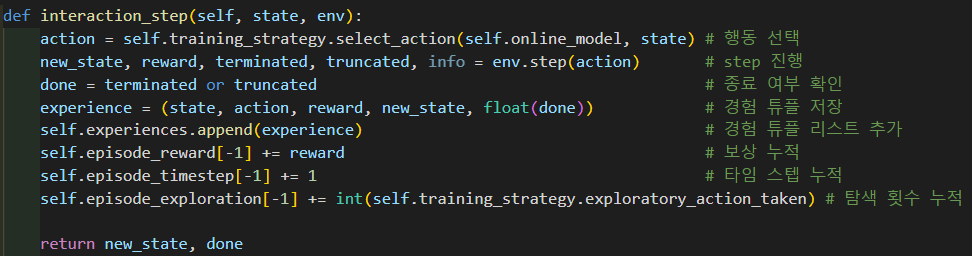 def interaction_step(self, state, env):
    action = self.training_strategy.select_action(self.online_model, state) # 행동 선택
    new_state, reward, terminated, truncated, info = env.step(action)       # step 진행
    done = terminated or truncated                                          # 종료 여부 확인
    experience = (state, action, reward, new_state, float(done))            # 경험 튜플 저장
    self.experiences.append(experience)                                     # 경험 튜플 리스트 추가
    self.episode_reward[-1] += reward                                       # 보상 누적
    self.episode_timestep[-1] += 1                                          # 타임 스텝 누적
    self.episode_exploration[-1] += int(self.training_strategy.exploratory_action_taken) # 탐색 횟수 누적

    return new_state, done